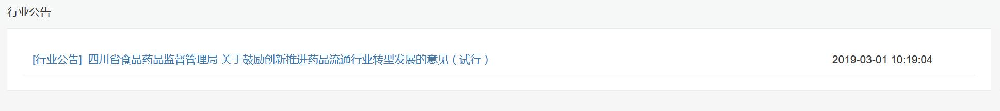 行业公告
[行业公告] 四川省食品药品监督管理局 关于鼓励创新推进药品流通行业转型发展的意见（试行） 2019-03-01 10:19:04